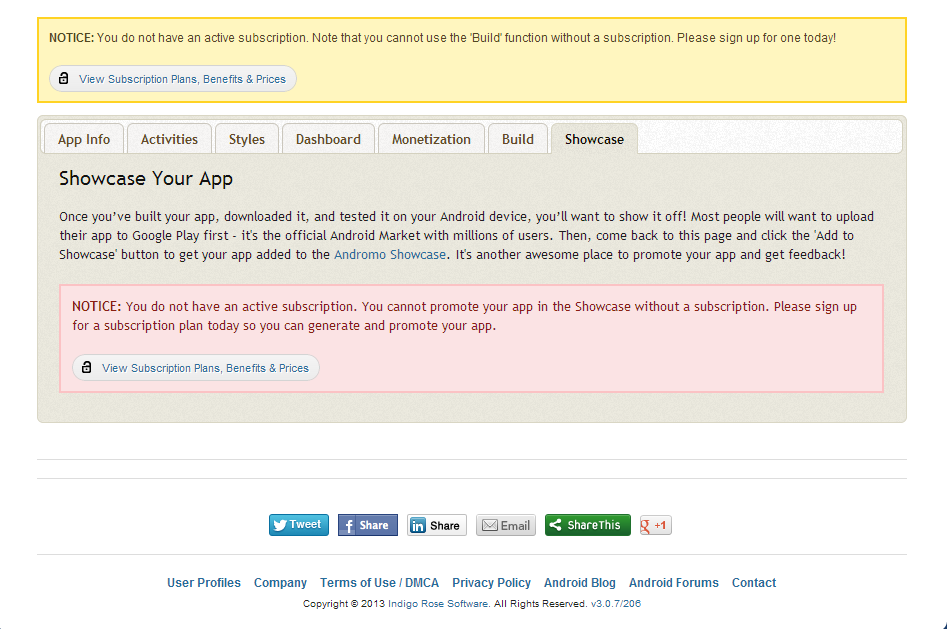 NOTICE: You do not have an active subscription. Note that you cannot use the 'Build' function without a subscription. Please sign up for one today!
View Subscription Plans, Benefits & Prices
App Info Activities Styles Dashboard Monetization Build Showcase
Showcase Your App
Once you’ve built your app, downloaded it, and tested it on your Android device, you’ll want to show it off! Most people will want to upload
their app to Google Play first - it's the official Android Market with millions of users. Then, come back to this page and click the 'Add to
Showcase' button to get your app added to the Andromo Showcase. It's another awesome place to promote your app and get feedback!
NOTICE: You do not have an active subscription. You cannot promote your app in the Showcase without a subscription. Please sign up
for a subscription plan today so you can generate and promote your app.
View Subscription Plans, Benefits & Prices
Tweet f Share in Share Email ShareThis g +1
User Profiles Company Terms of Use / DMCA Privacy Policy Android Blog Android Forums Contact
Copyright © 2013 Indigo Rose Software. All Rights Reserved. v3.0.7/206